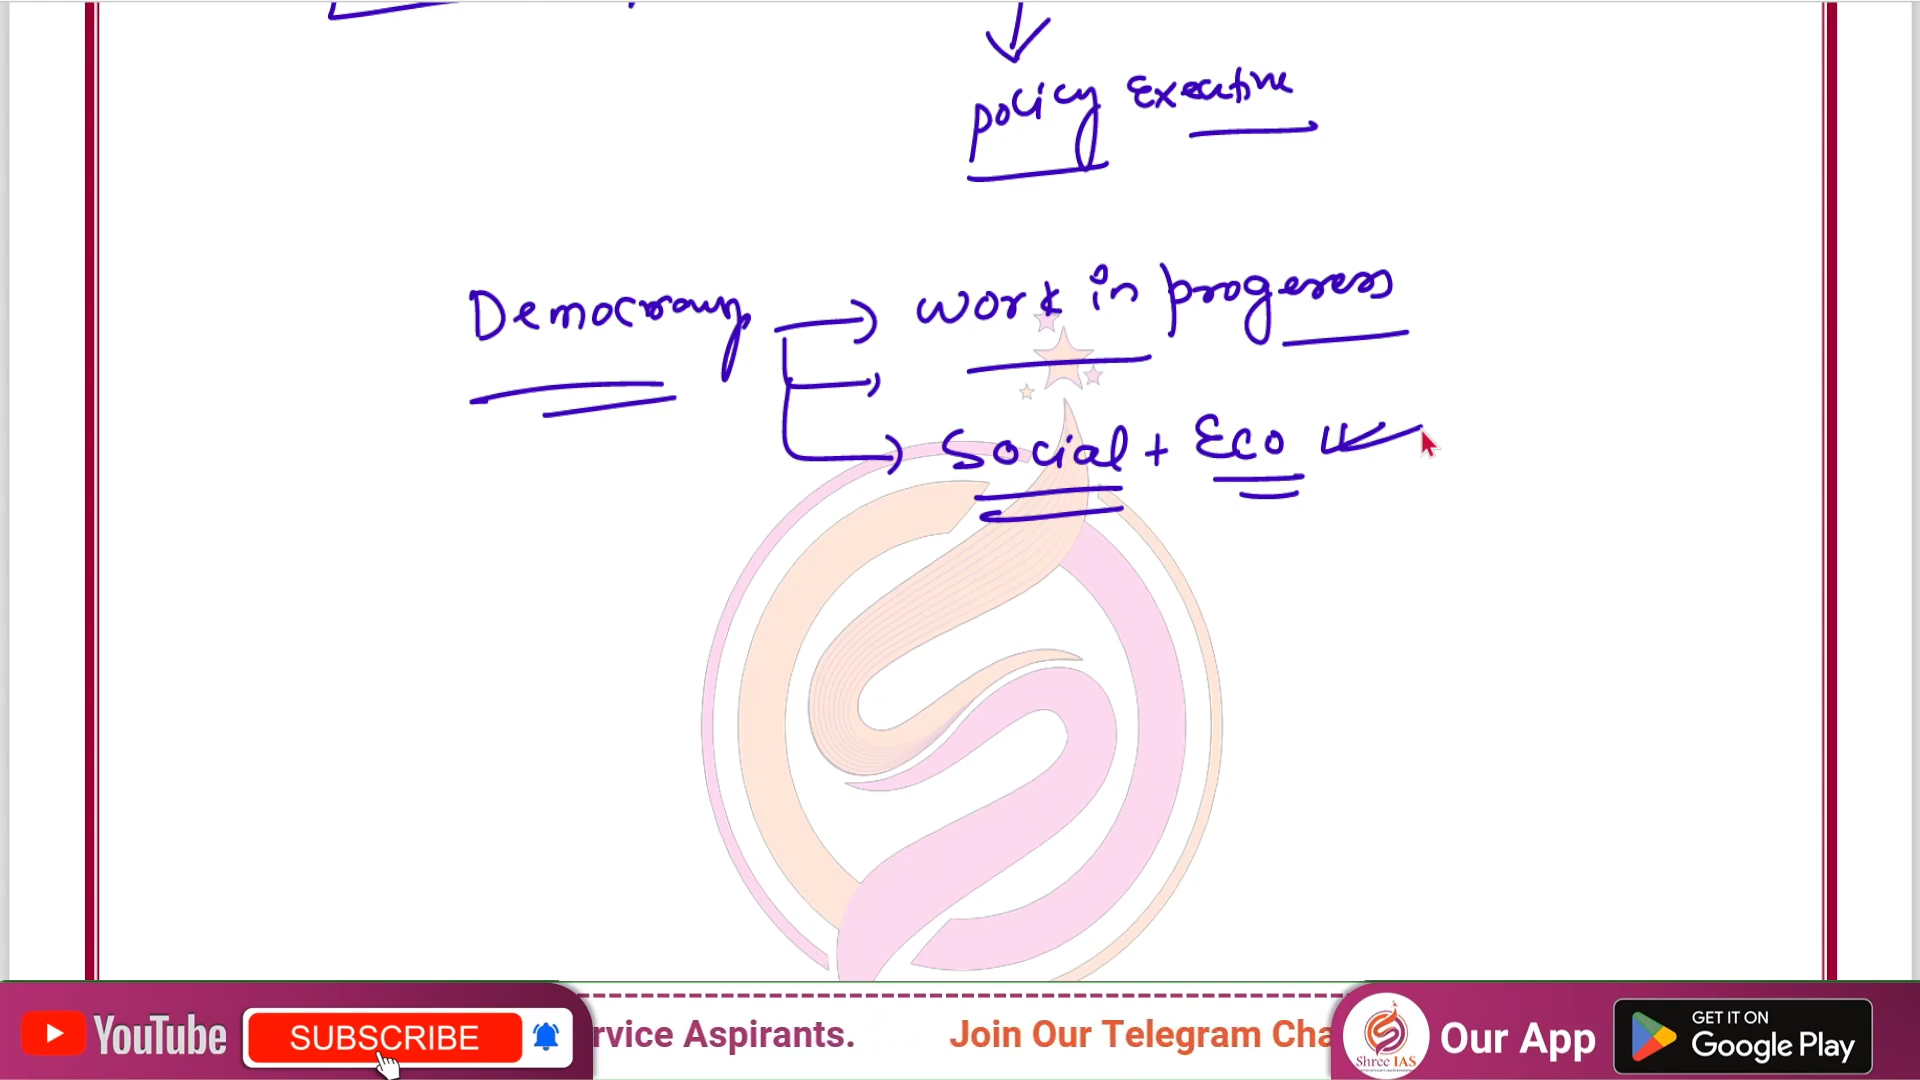 policy Executive
Democracy → work in progeress
Social + Eco
YouTube
SUBSCRIBE
rvice Aspirants. Join Our Telegram Cha
Shree IAS
Our App
GET IT ON
Google Play